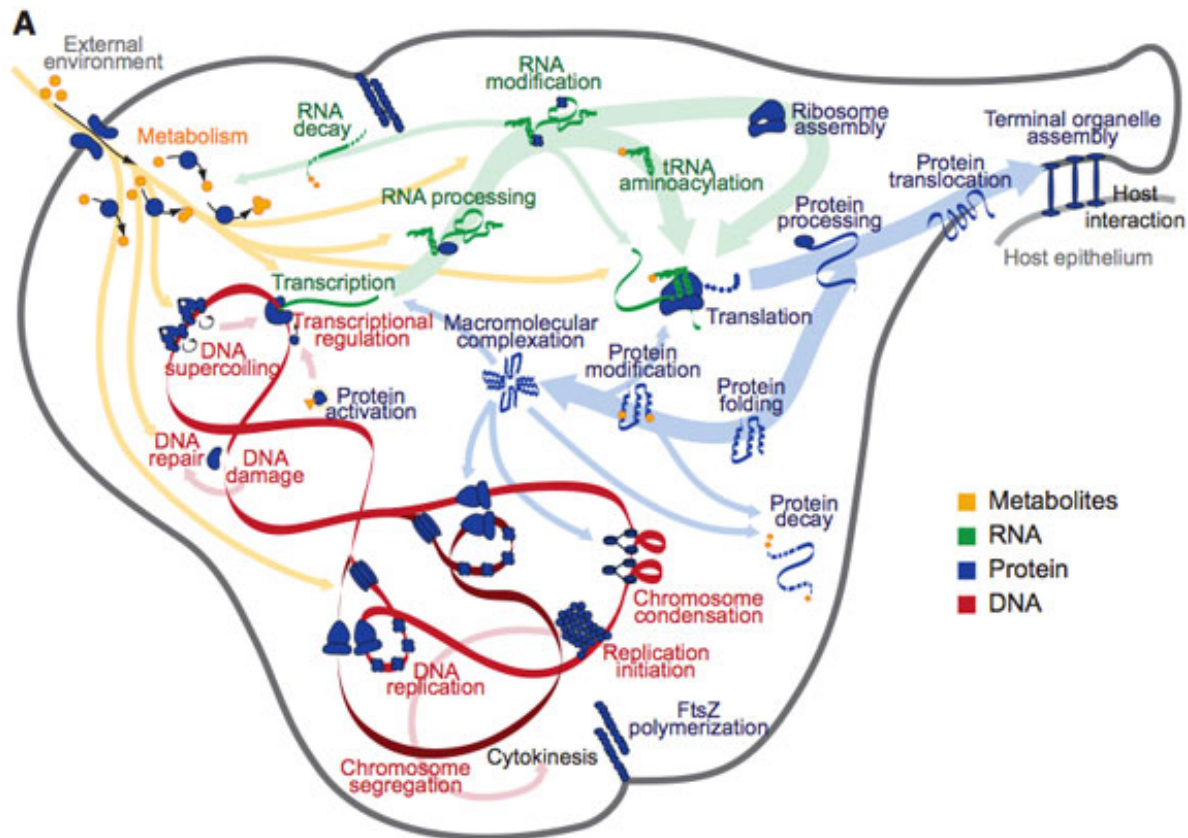 A
External
environment
Metabolism
RNA
decay
RNA
modification
Ribosome
assembly
Terminal organelle
assembly
tRNA
aminoacylation
Protein
translocation
RNA processing
Protein
processing
Host
interaction
Host epithelium
Transcription
Transcriptional
regulation
Translation
Macromolecular
complexation
DNA
supercoiling
Protein
modification
Protein
folding
Protein
activation
DNA
repair
DNA
damage
Protein
decay
Metabolites
RNA
Protein
DNA
Chromosome
condensation
Replication
initiation
DNA
replication
FtsZ
polymerization
Cytokinesis
Chromosome
segregation